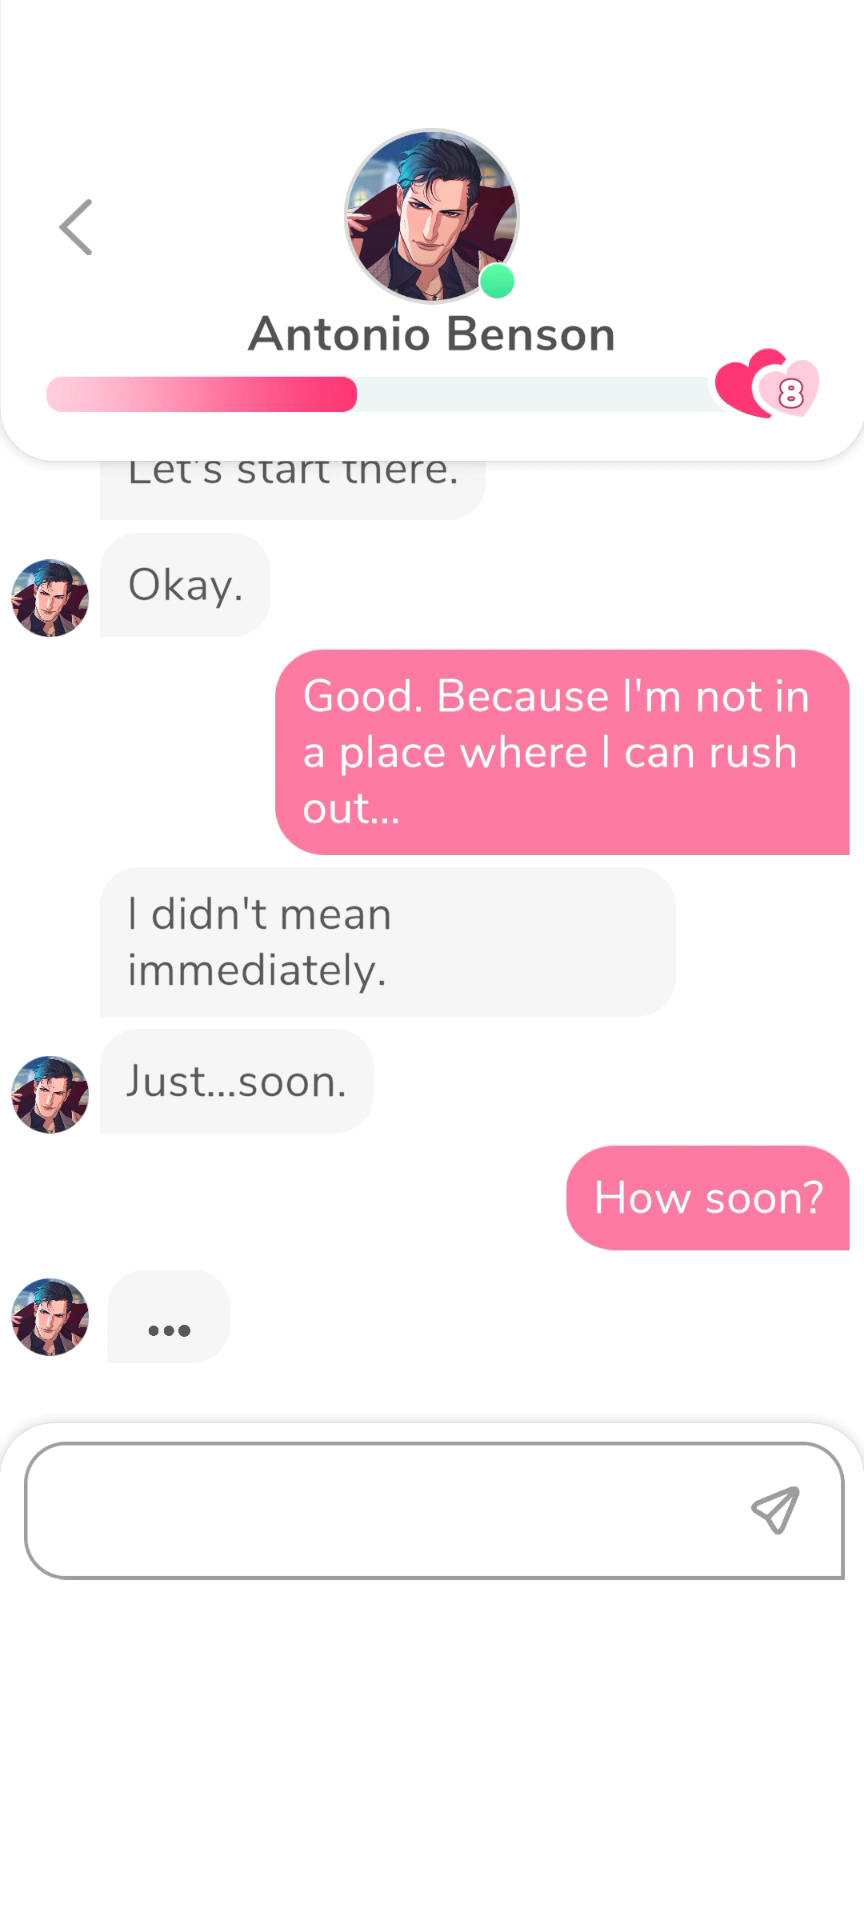 Antonio Benson
8
Let's start there.
Okay.
Good. Because I'm not in
a place where I can rush
out...
I didn't mean
immediately.
Just...soon.
How soon?
...